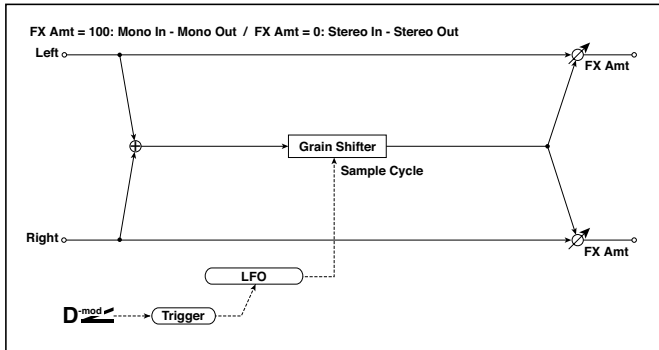 FX Amt = 100: Mono In - Mono Out / FX Amt = 0: Stereo In - Stereo Out
Left
FX Amt
Grain Shifter
Sample Cycle
Right
FX Amt
LFO
D-mod
Trigger